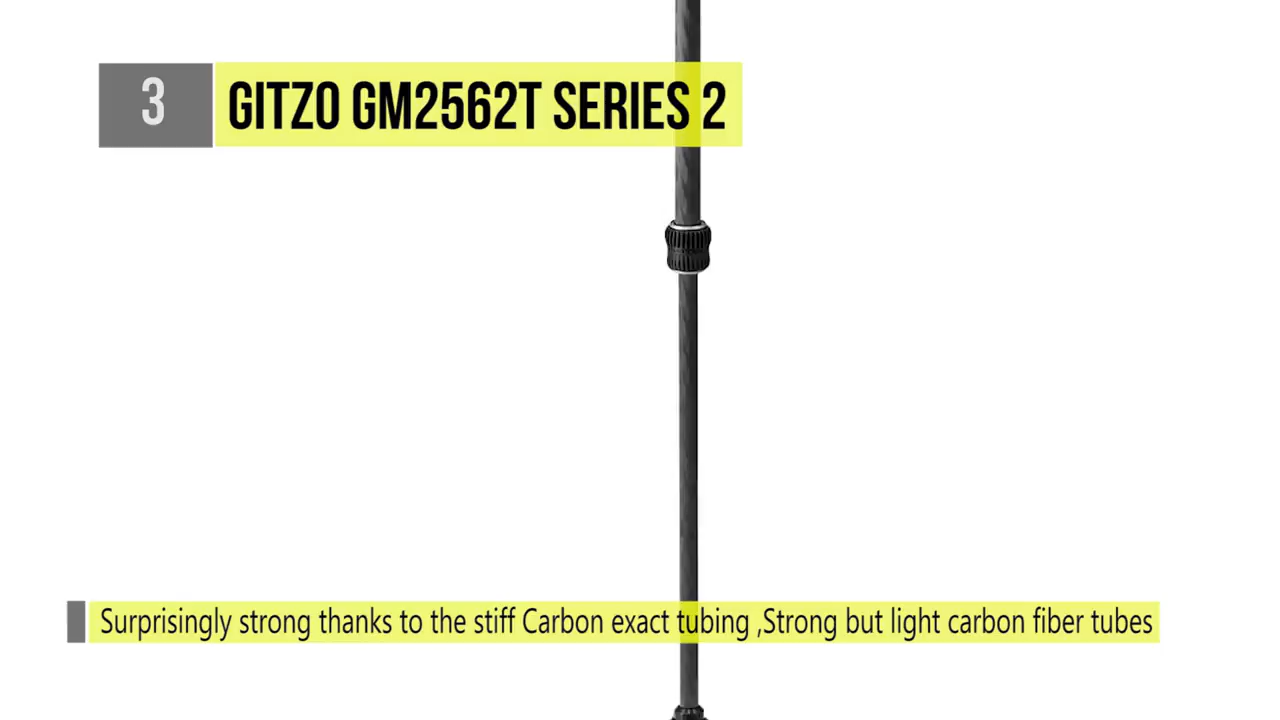 3
GITZO GM2562T SERIES 2
Surprisingly strong thanks to the stiff Carbon exact tubing ,Strong but light carbon fiber tubes